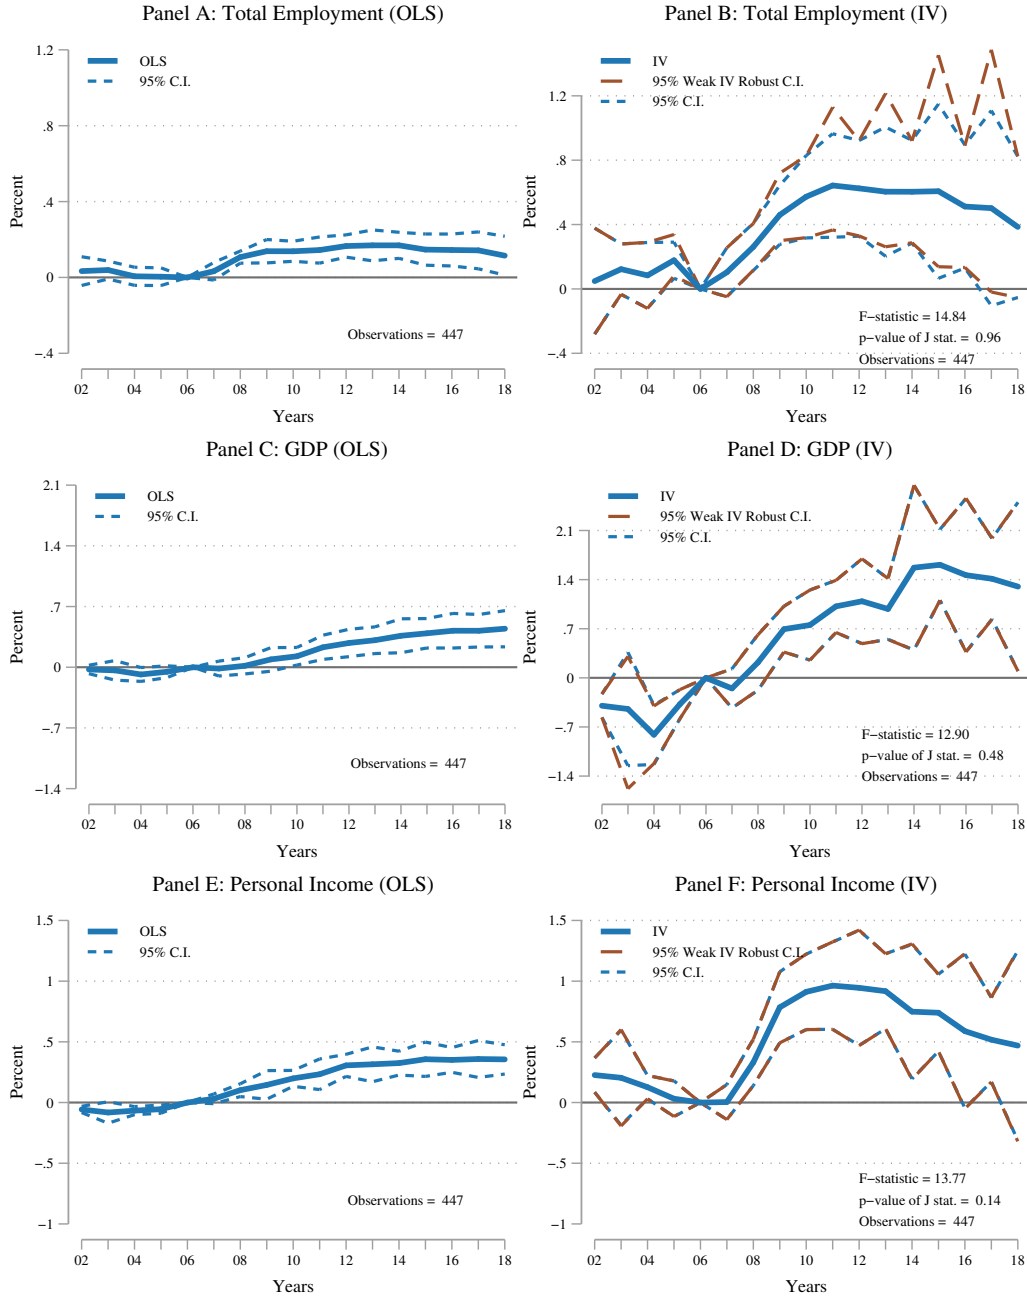 Panel A: Total Employment (OLS)
1.2
.8
.4
0
−.4
Percent
OLS
95% C.I.
Observations = 447
02 04 06 08 10 12 14 16 18
Years
Panel B: Total Employment (IV)
1.2
.8
.4
0
−.4
Percent
IV
95% Weak IV Robust C.I.
95% C.I.
F−statistic = 14.84
p−value of J stat. = 0.96
Observations = 447
02 04 06 08 10 12 14 16 18
Years
Panel C: GDP (OLS)
2.1
1.4
.7
0
−.7
−1.4
Percent
OLS
95% C.I.
Observations = 447
02 04 06 08 10 12 14 16 18
Years
Panel D: GDP (IV)
2.1
1.4
.7
0
−.7
−1.4
Percent
IV
95% Weak IV Robust C.I.
95% C.I.
F−statistic = 12.90
p−value of J stat. = 0.48
Observations = 447
02 04 06 08 10 12 14 16 18
Years
Panel E: Personal Income (OLS)
1.5
1
.5
0
−.5
−1
Percent
OLS
95% C.I.
Observations = 447
02 04 06 08 10 12 14 16 18
Years
Panel F: Personal Income (IV)
1.5
1
.5
0
−.5
−1
Percent
IV
95% Weak IV Robust C.I.
95% C.I.
F−statistic = 13.77
p−value of J stat. = 0.14
Observations = 447
02 04 06 08 10 12 14 16 18
Years